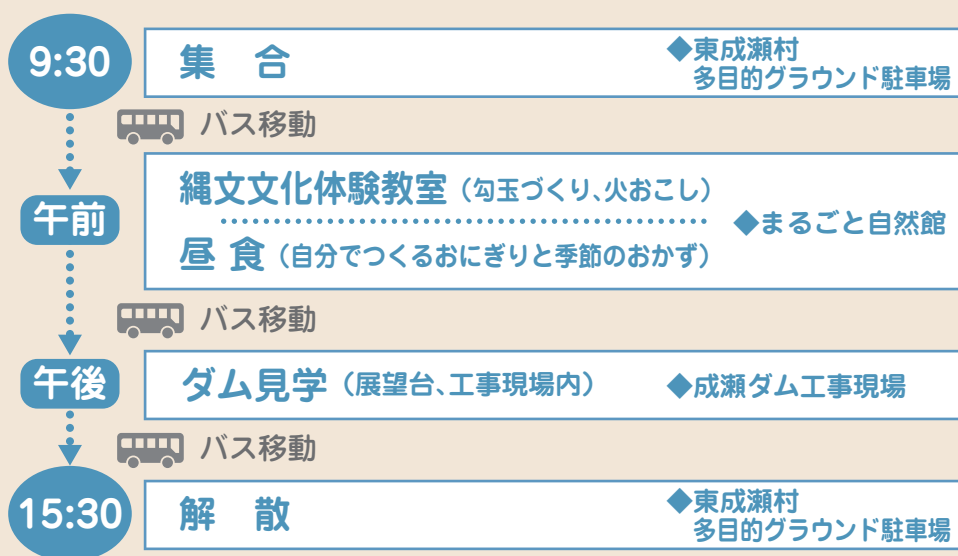 9:30
集 合
◆東成瀬村
多目的グラウンド駐車場
バス移動
午前
縄文文化体験教室（勾玉づくり、火おこし）
昼 食（自分でつくるおにぎりと季節のおかず）
◆まるごと自然館
バス移動
午後
ダム見学（展望台、工事現場内）
◆成瀬ダム工事現場
バス移動
15:30
解 散
◆東成瀬村
多目的グラウンド駐車場